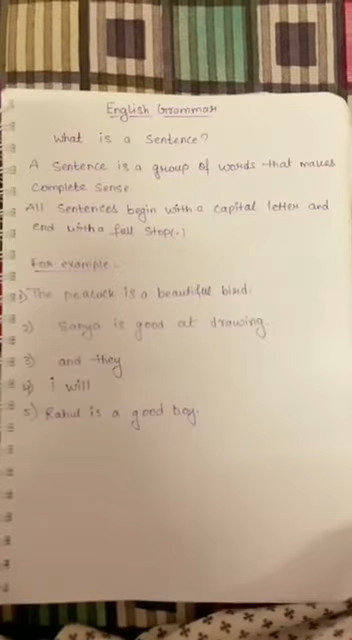 English Grammar
What is a Sentence?
A Sentence is a group of words that makes
Complete Sense
All Sentences begin with a capital letter and
end with a full Stop(.)
For example:
1) The peacock is a beautiful bird.
2) Sanya is good at drawing.
3) and they
4) i will
5) Rahul is a good boy.